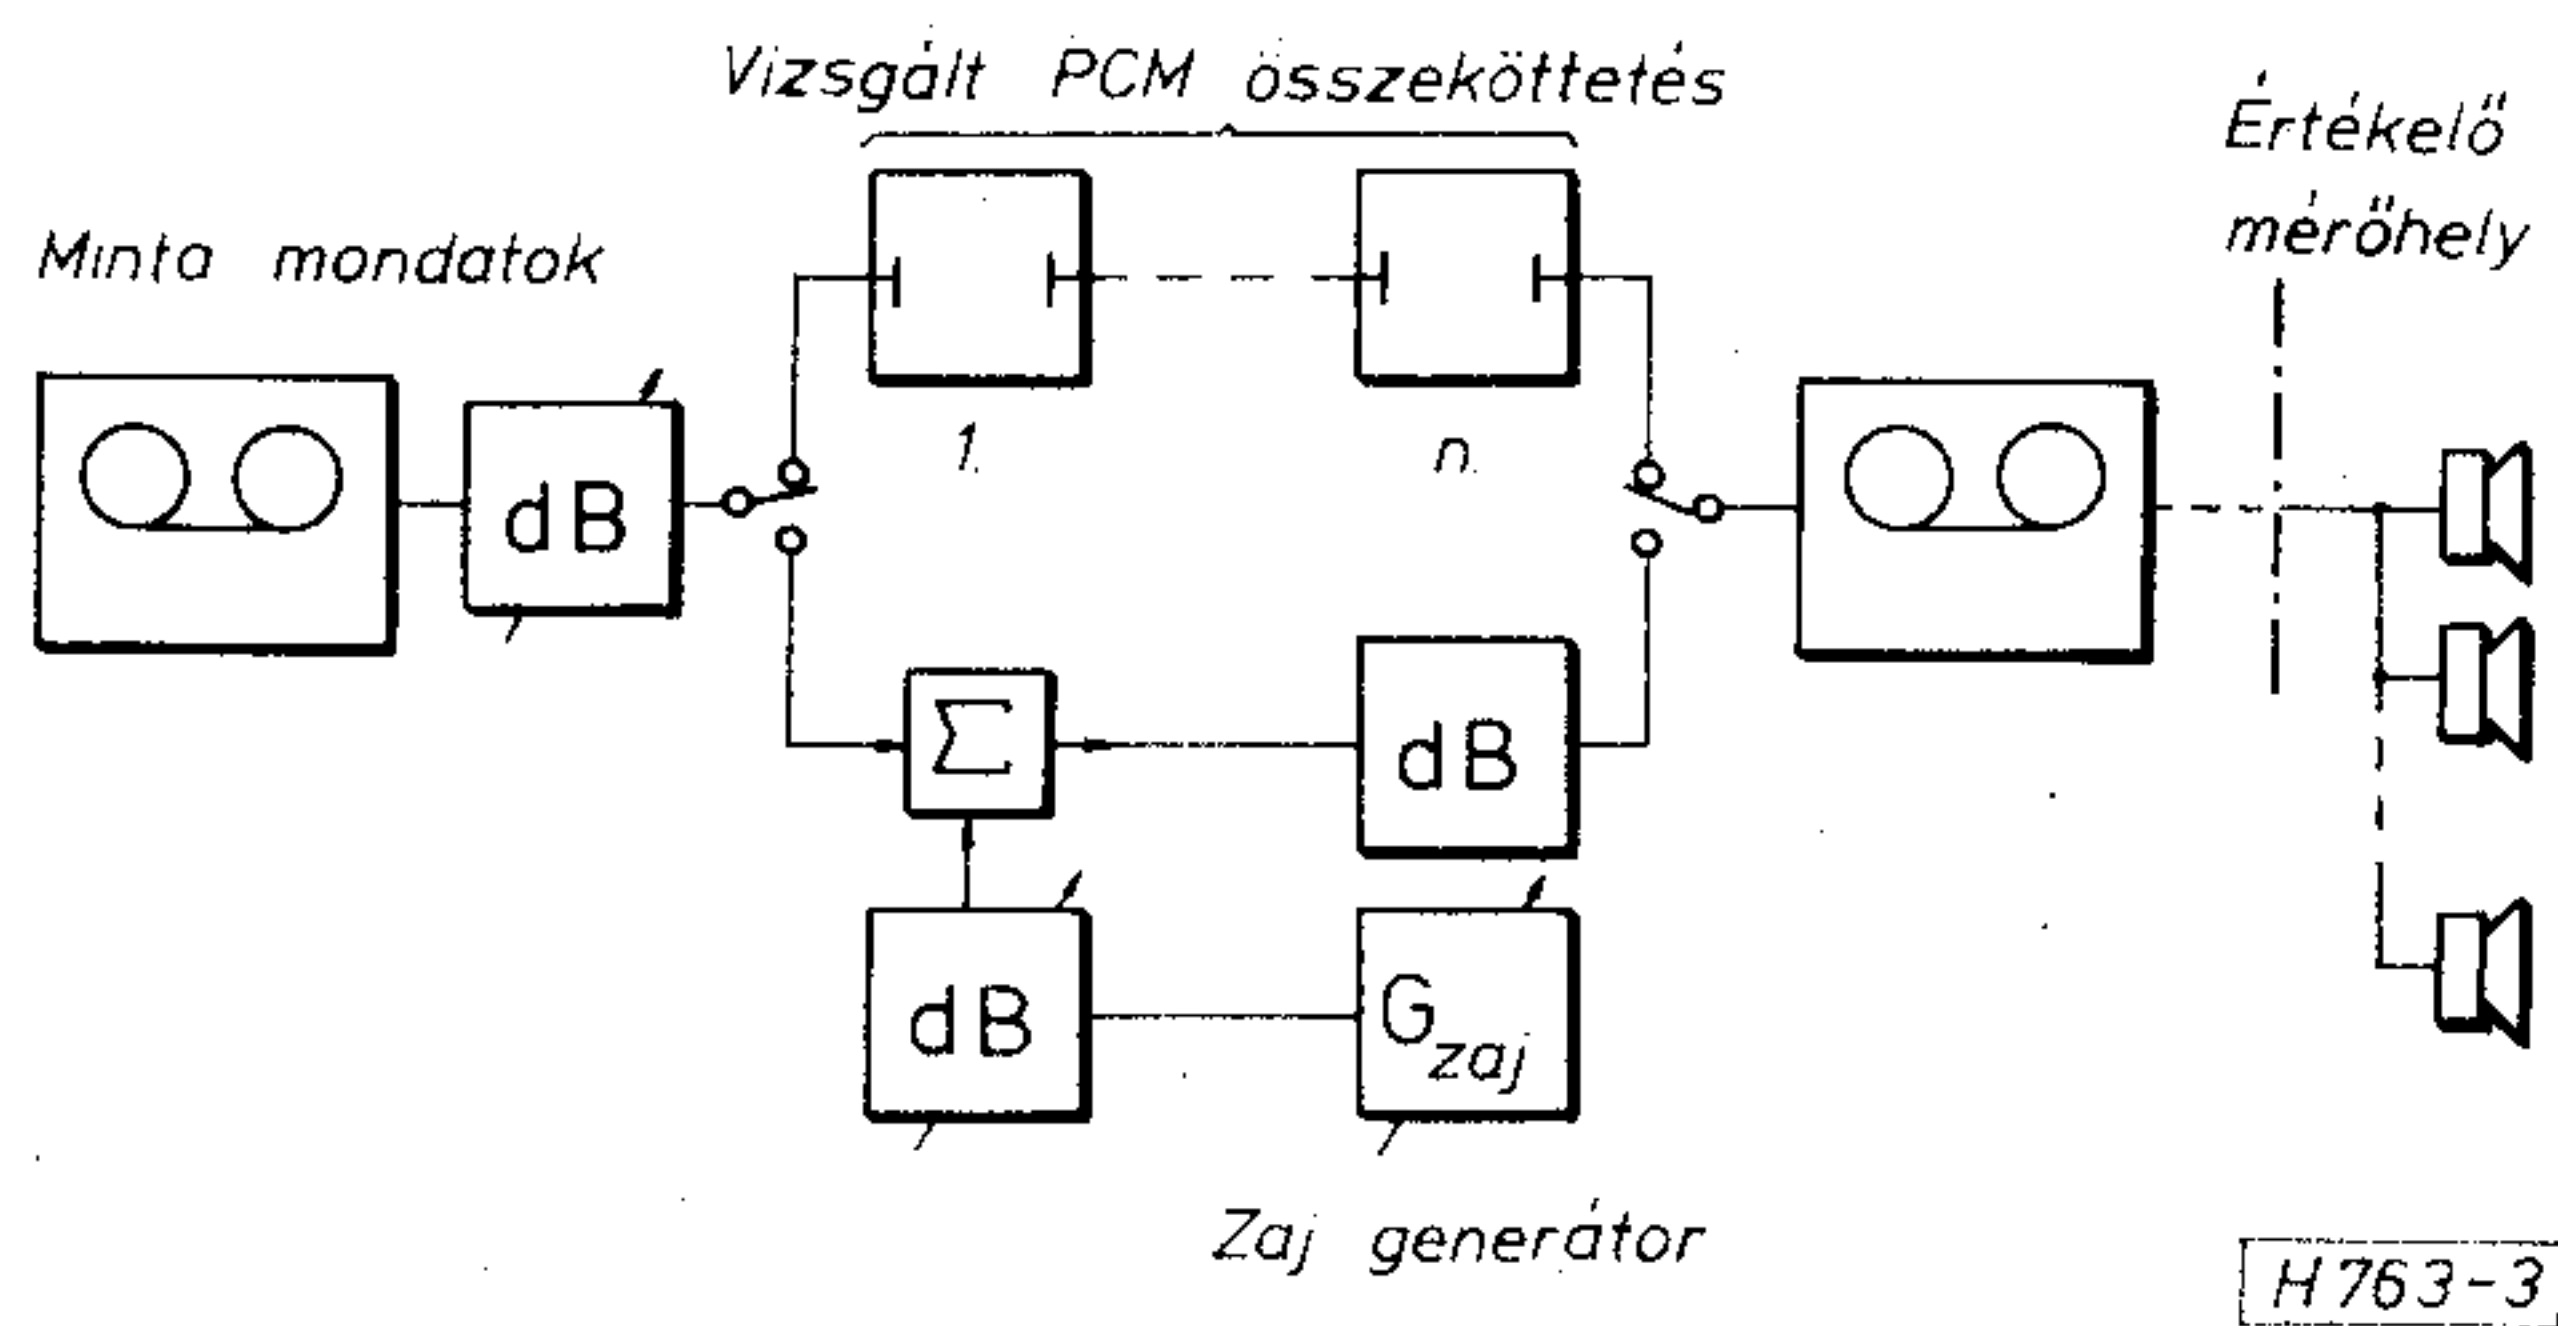 Vizsgált PCM összeköttetés
Értékelő
mérőhely
Minta mondatok
1.
n.
dB
Σ
dB
dB
G zaj
Zaj generátor
H763-3